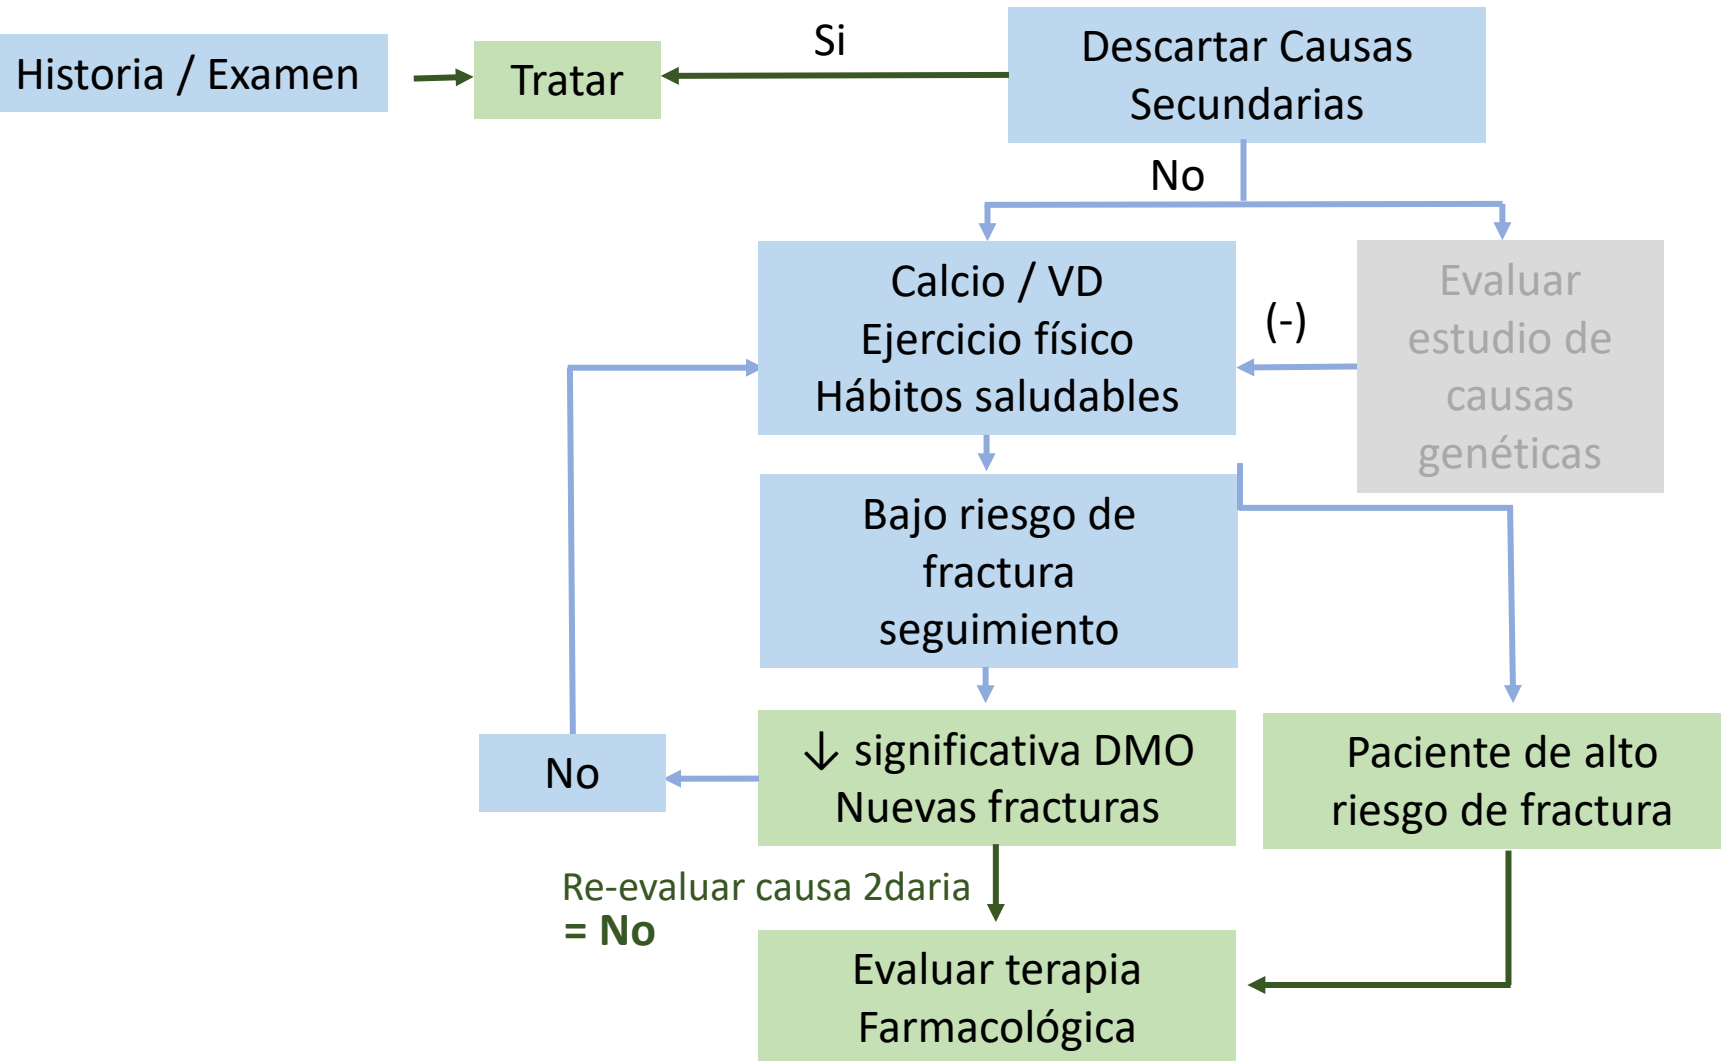 Historia / Examen
Tratar
Si
Descartar Causas
Secundarias
No
Calcio / VD
Ejercicio físico
Hábitos saludables
(-)
Evaluar
estudio de
causas
genéticas
Bajo riesgo de
fractura
seguimiento
No
↓ significativa DMO
Nuevas fracturas
Paciente de alto
riesgo de fractura
Re-evaluar causa 2daria
= No
Evaluar terapia
Farmacológica